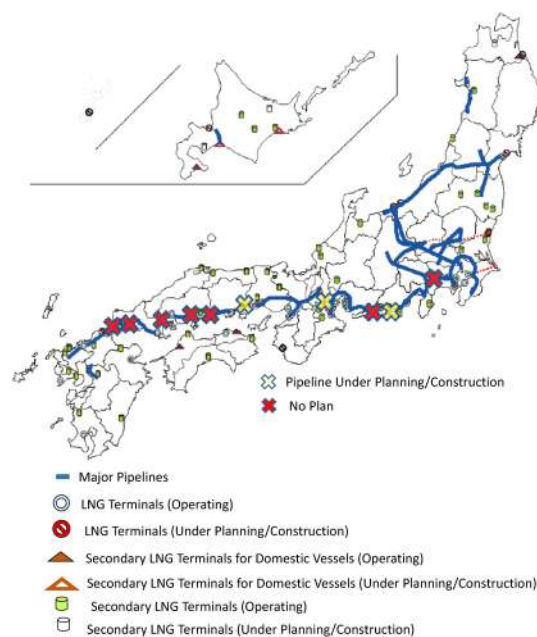 Pipeline Under Planning/Construction
No Plan
Major Pipelines
LNG Terminals (Operating)
LNG Terminals (Under Planning/Construction)
Secondary LNG Terminals for Domestic Vessels (Operating)
Secondary LNG Terminals for Domestic Vessels (Under Planning/Construction)
Secondary LNG Terminals (Operating)
Secondary LNG Terminals (Under Planning/Construction)